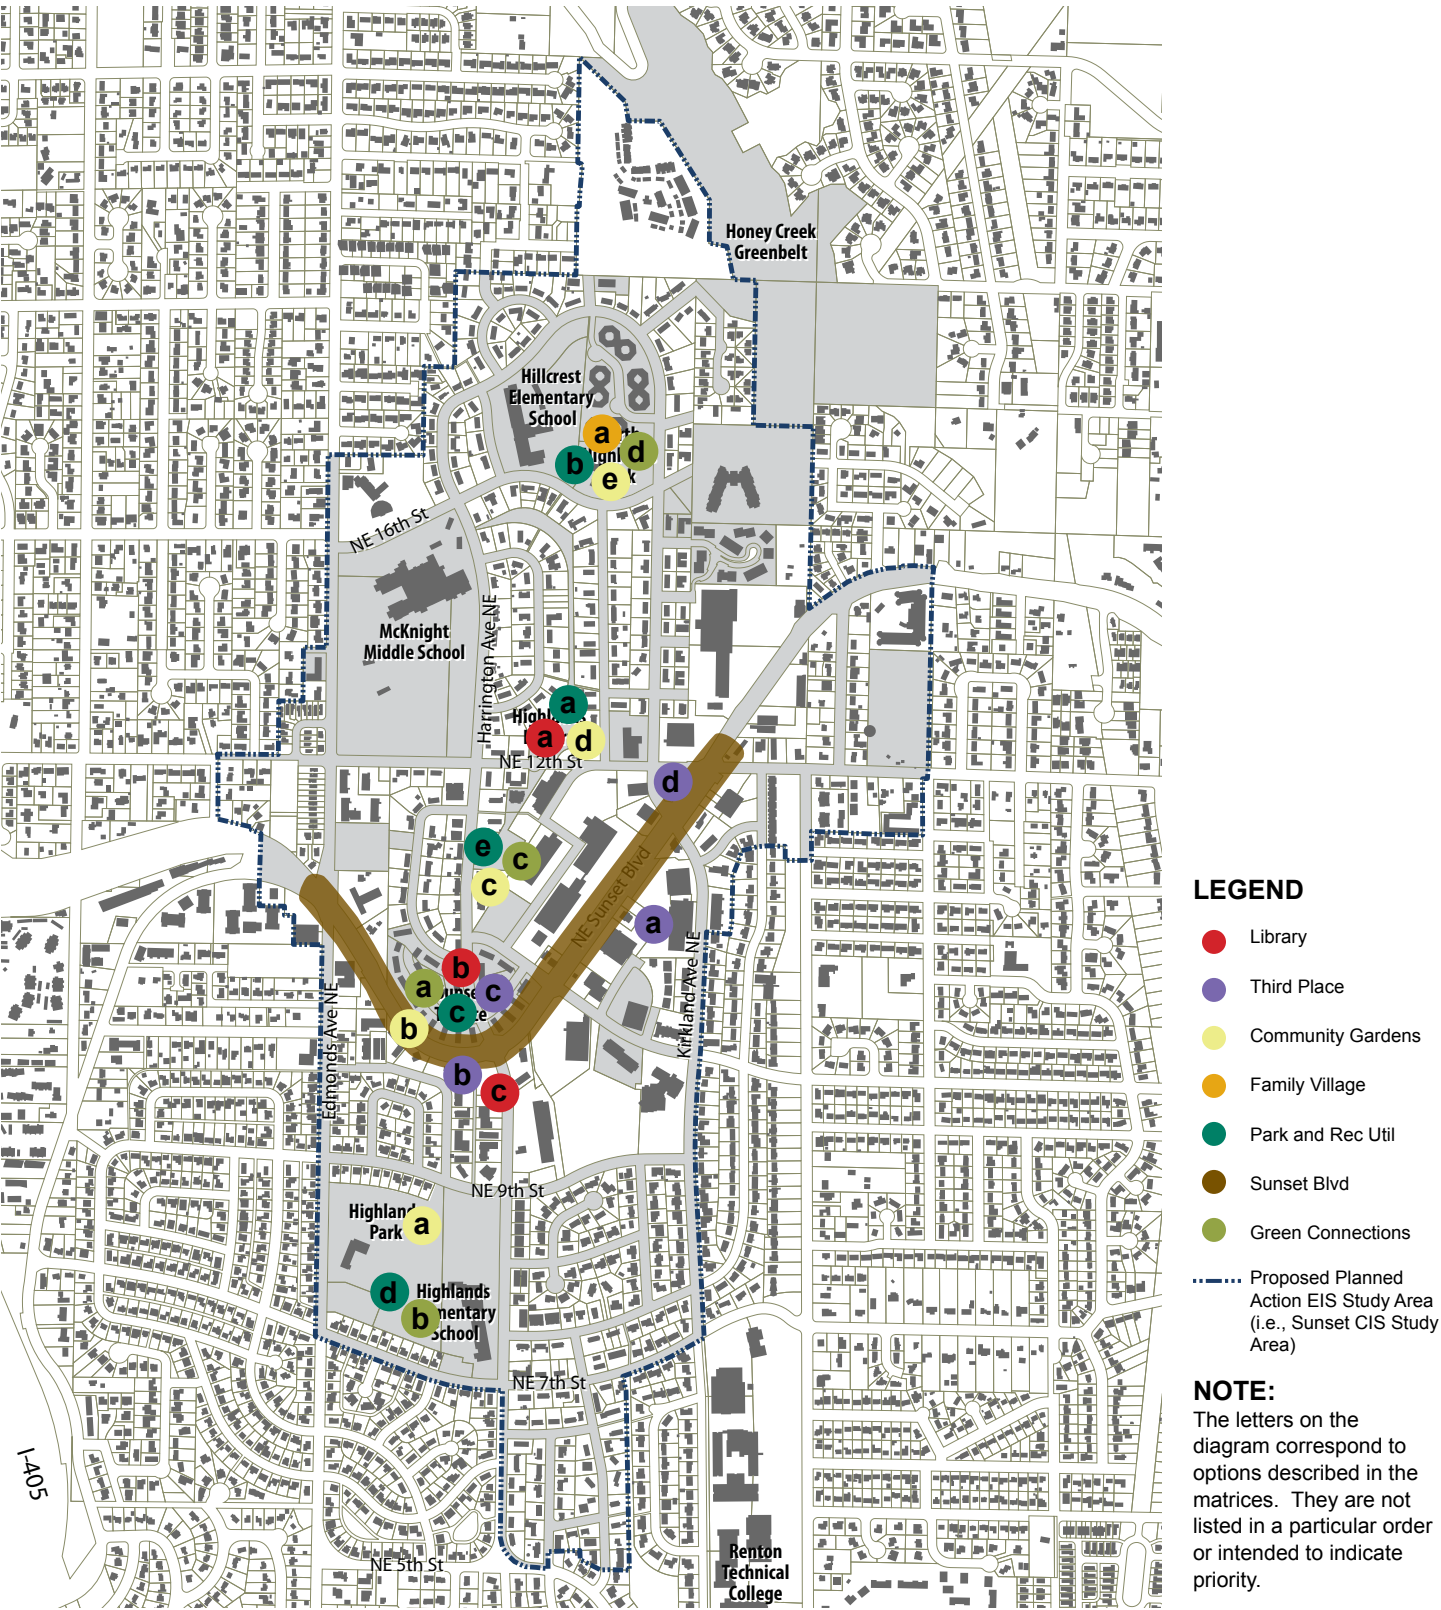 Honey Creek
Greenbelt
Hillcrest
Elementary
School
a
d
b
e
NE 16th St
McKnight
Middle School
Harrington Ave NE
a
a
d
NE 12th St
d
e
c
c
NE Sunset Blvd
a
Kirkland Ave NE
b
a
c
c
b
Edmonds Ave NE
b
c
NE 9th St
Highland
Park
a
d
Highlands
b
School
NE 7th St
I-405
NE 5th St
Renton
Technical
College
LEGEND
Library
Third Place
Community Gardens
Family Village
Park and Rec Util
Sunset Blvd
Green Connections
Proposed Planned
Action EIS Study Area
(i.e., Sunset CIS Study
Area)
NOTE:
The letters on the
diagram correspond to
options described in the
matrices.  They are not
listed in a particular order
or intended to indicate
priority.